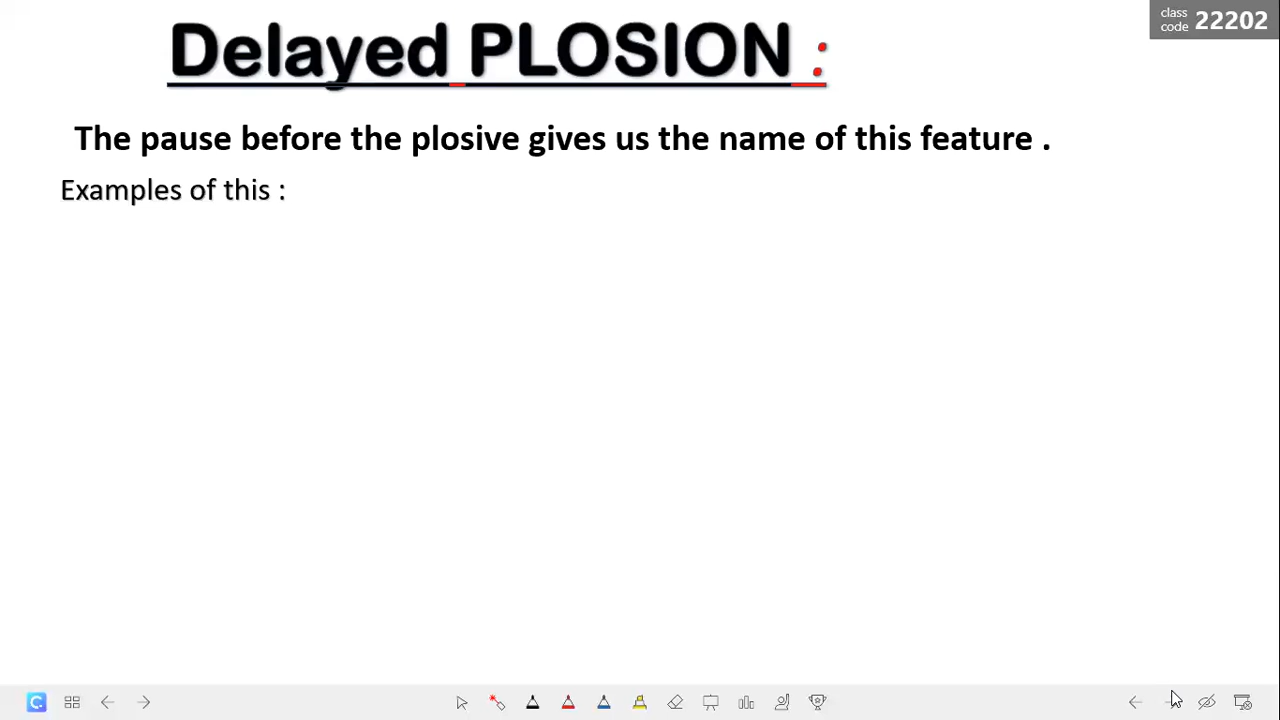 Delayed PLOSION :
class
code 22202
The pause before the plosive gives us the name of this feature .
Examples of this :